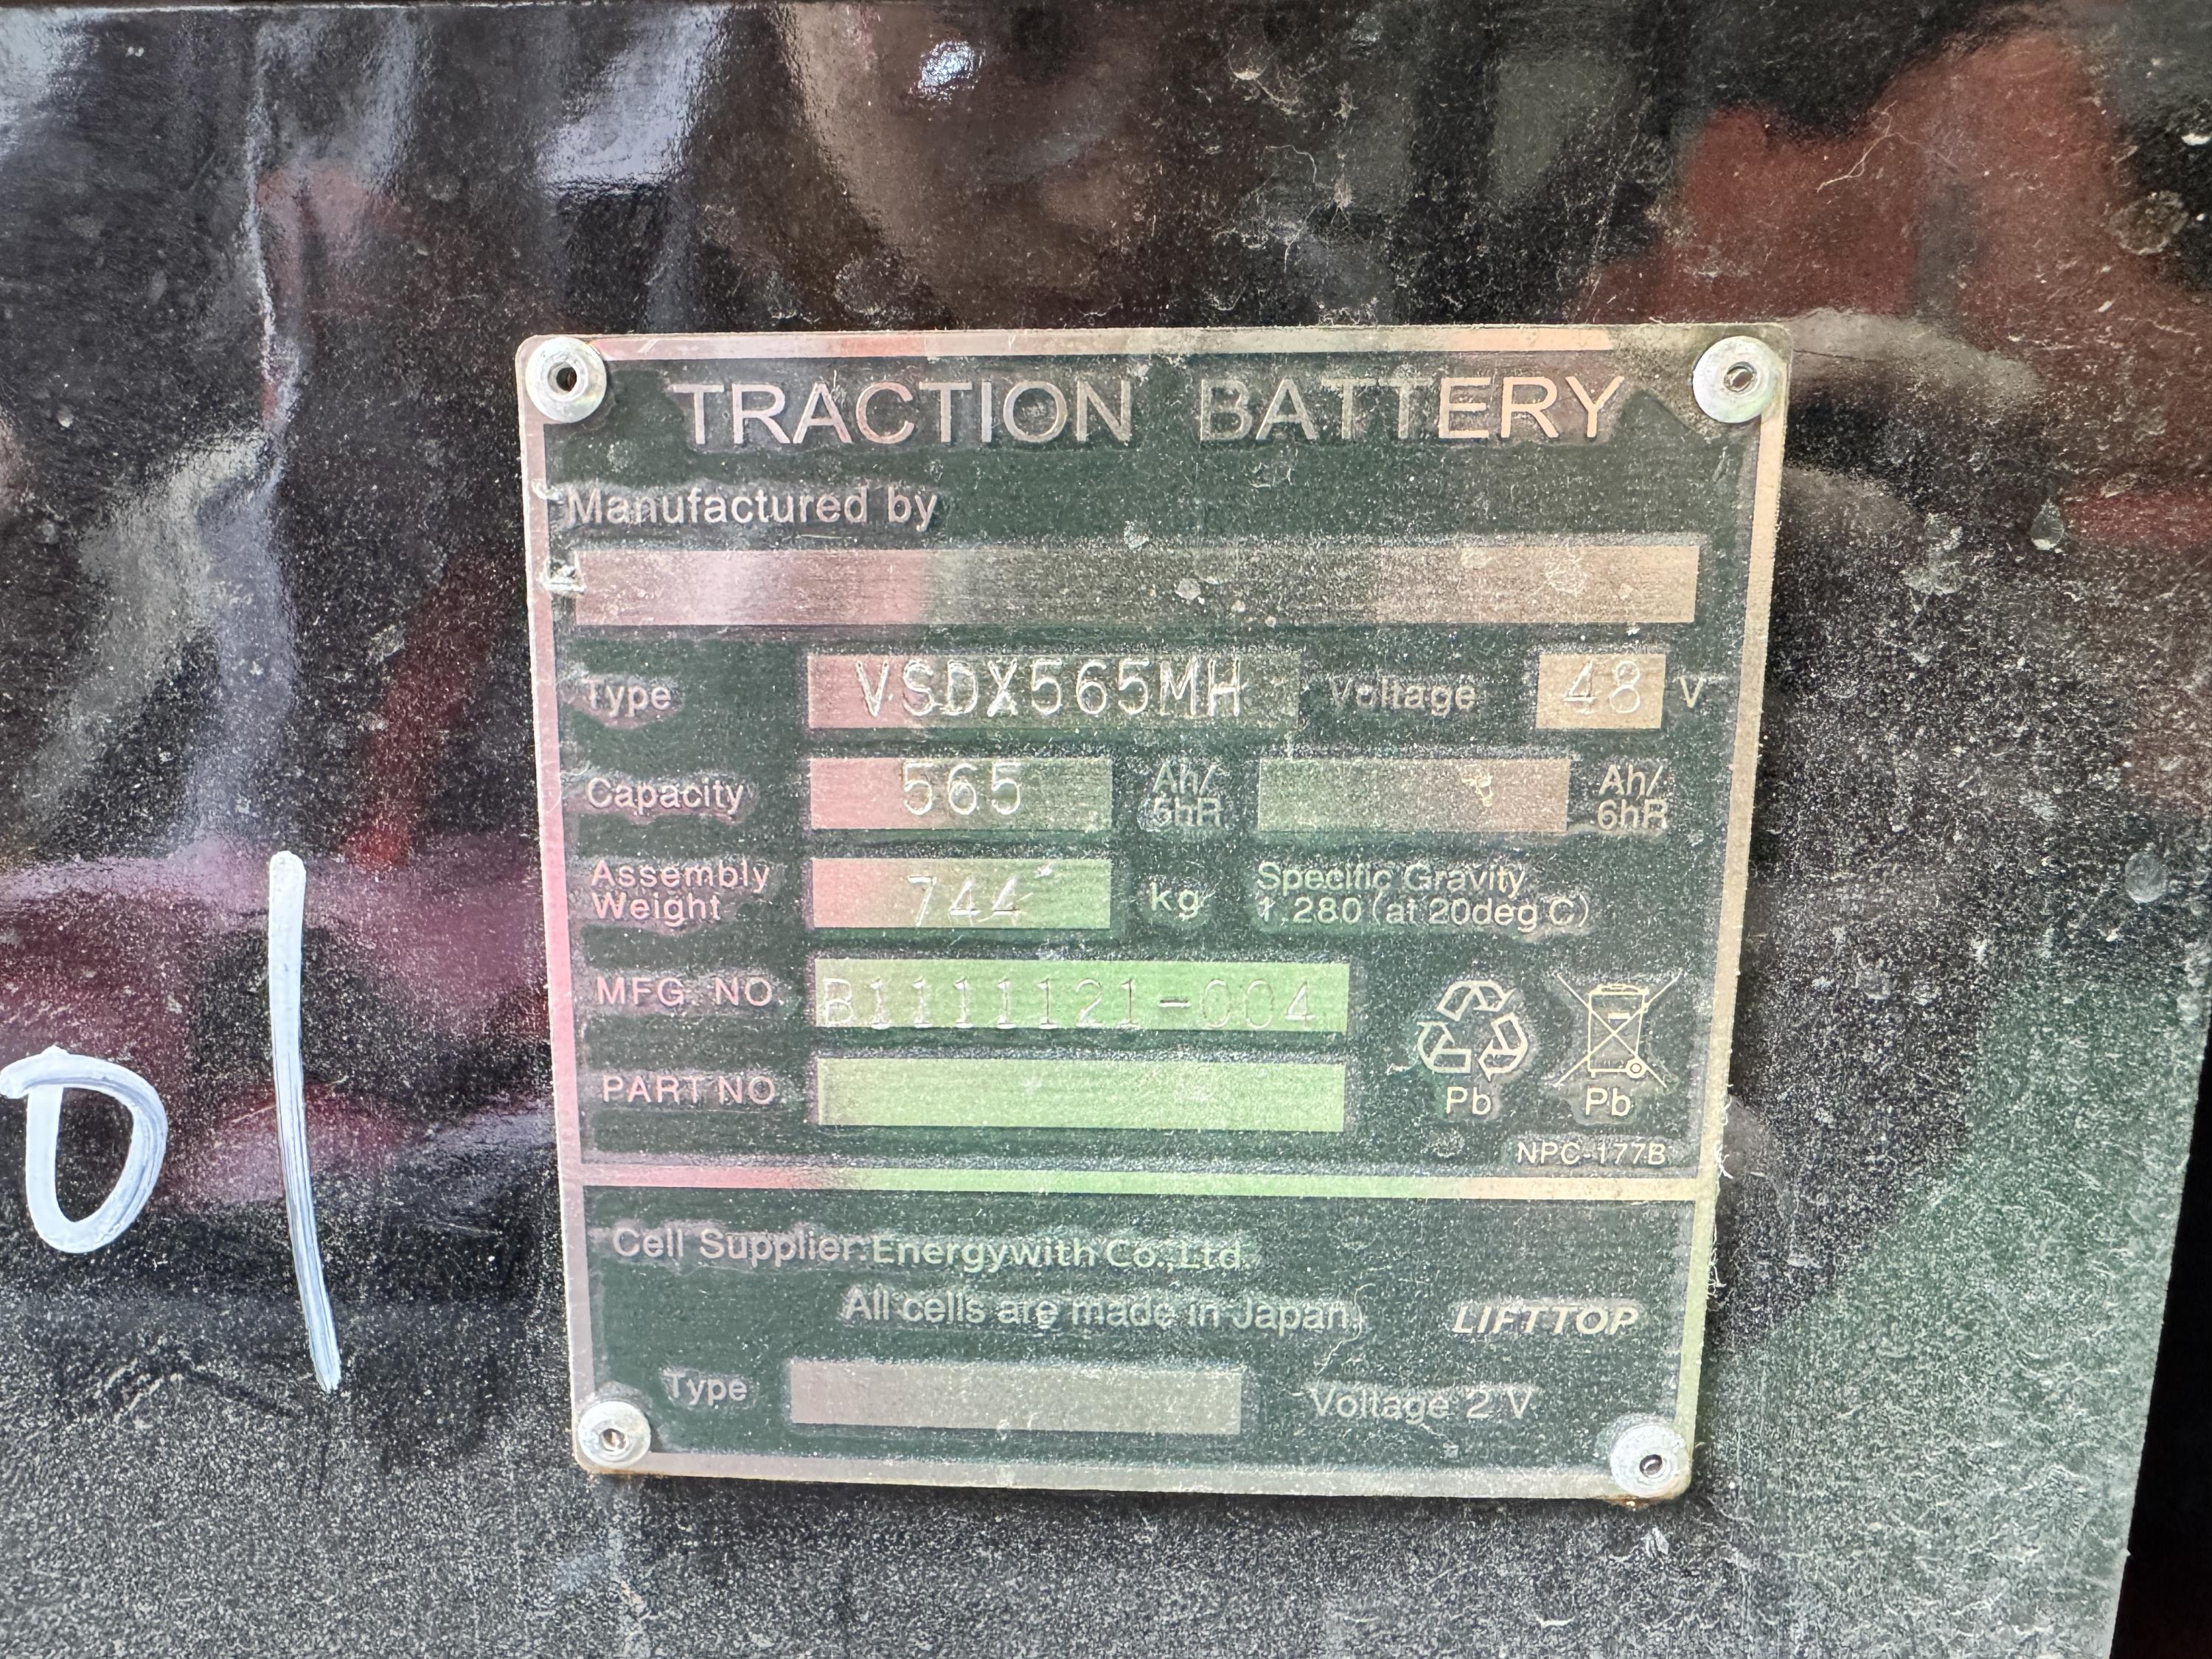 TRACTION BATTERY
Manufactured by
Type VSDX565MH Voltage 48 V
Capacity 565 Ah/5hR Ah/6hR
Assembly Weight 744 kg Specific Gravity 1.280 (at 20deg C)
MFG. NO. B1111121-004
PART NO.
Pb Pb
NPC-177B
Cell Supplier:Energywith Co.,Ltd.
All cells are made in Japan.
LIFTTOP
Type Voltage 2 V
01